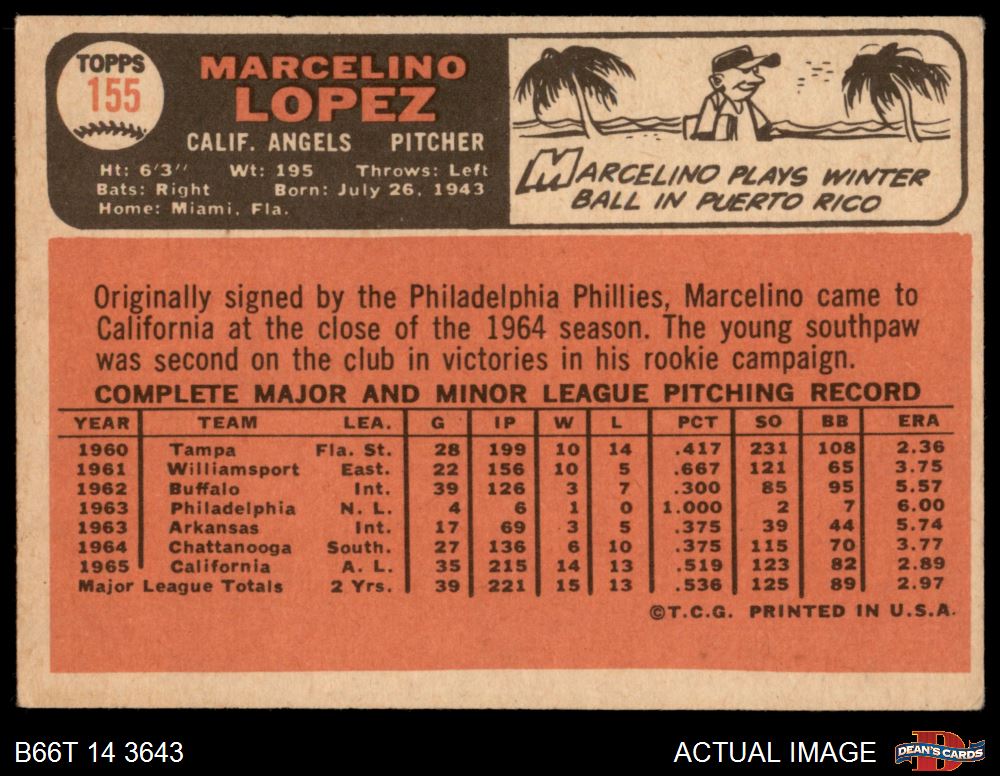 TOPPS
155
MARCELINO
LOPEZ
CALIF. ANGELS PITCHER
Ht: 6'3" Wt: 195 Throws: Left
Bats: Right Born: July 26, 1943
Home: Miami, Fla.
MARCELINO PLAYS WINTER
BALL IN PUERTO RICO
Originally signed by the Philadelphia Phillies, Marcelino came to
California at the close of the 1964 season. The young southpaw
was second on the club in victories in his rookie campaign.
COMPLETE MAJOR AND MINOR LEAGUE PITCHING RECORD
YEAR TEAM LEA. G IP W L PCT SO BB ERA
1960 Tampa Fla. St. 28 199 10 14 .417 231 108 2.36
1961 Williamsport East. 22 156 10 5 .667 121 65 3.75
1962 Buffalo Int. 39 126 3 7 .300 85 95 5.57
1963 Philadelphia N. L. 4 6 1 0 1.000 2 7 6.00
1963 Arkansas Int. 17 69 3 5 .375 39 44 5.74
1964 Chattanooga South. 27 136 6 10 .375 115 70 3.77
1965 California A. L. 35 215 14 13 .519 123 82 2.89
Major League Totals 2 Yrs. 39 221 15 13 .536 125 89 2.97
©T.C.G. PRINTED IN U.S.A.
B66T 14 3643 ACTUAL IMAGE DEAN'S CARDS